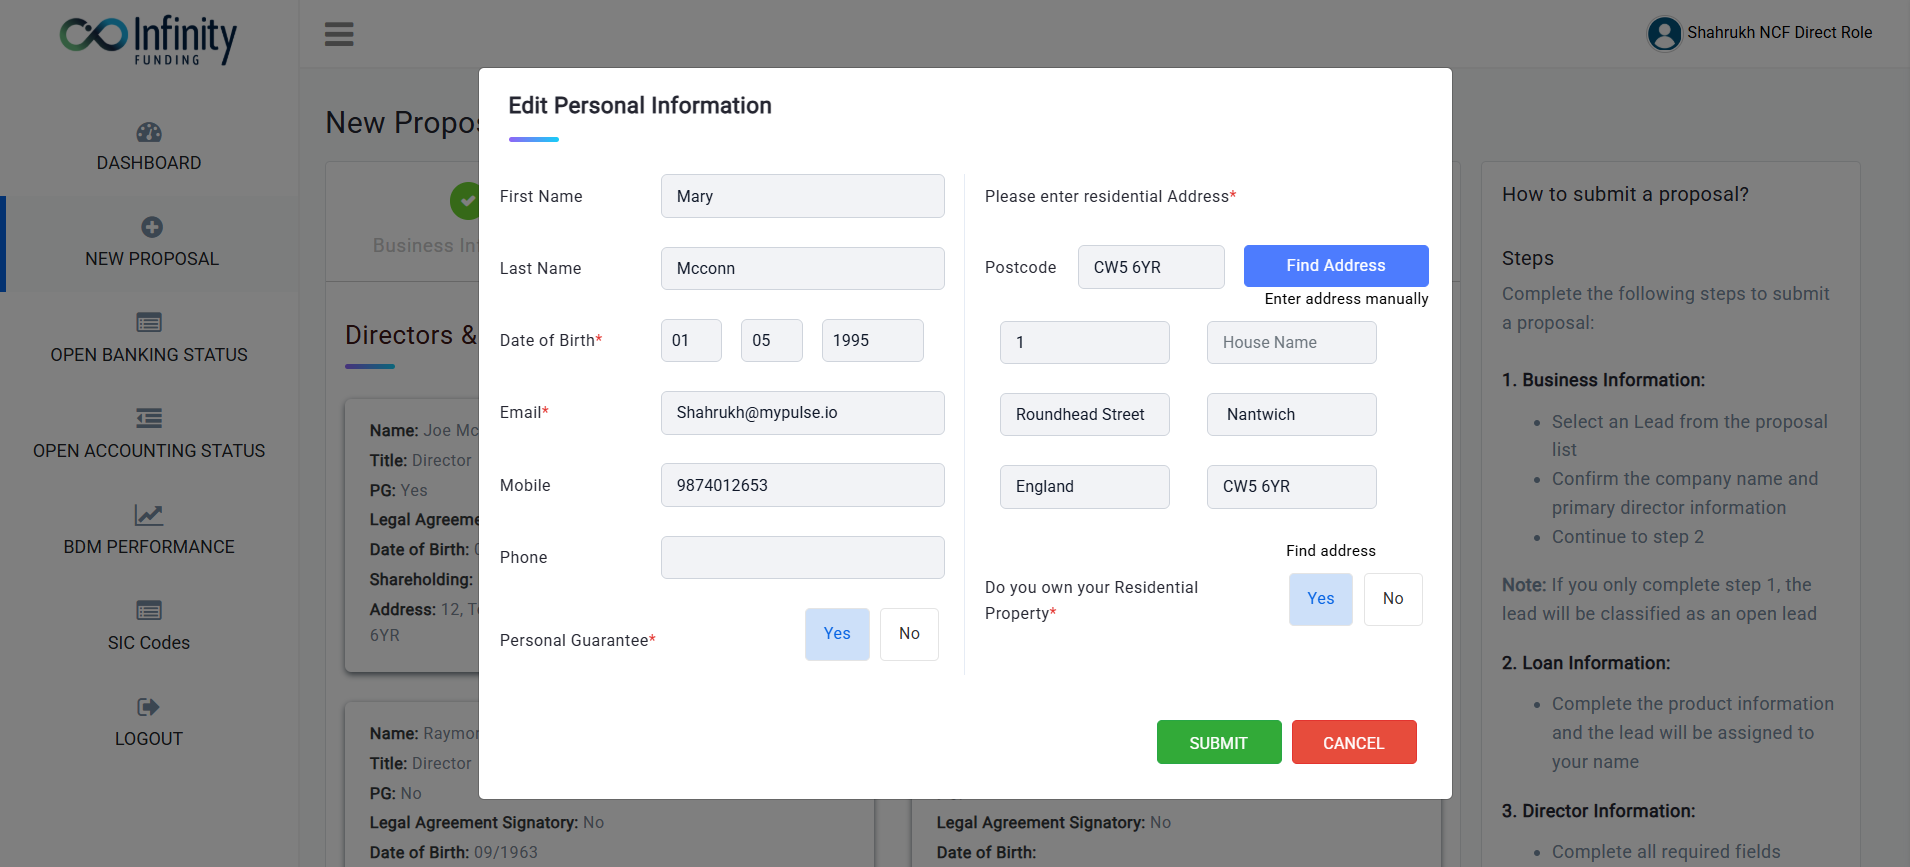 Infinity
FUNDING
Shahrukh NCF Direct Role
DASHBOARD
NEW PROPOSAL
OPEN BANKING STATUS
OPEN ACCOUNTING STATUS
BDM PERFORMANCE
SIC Codes
LOGOUT
New
Business
Directors &
Name: Joe
Title: Director
PG: Yes
Legal
Date of Birth:
Shareholding:
Address: 12,
6YR
Name:
Title: Director
PG: No
Legal Agreement Signatory: No
Date of Birth: 09/1963
Legal Agreement Signatory: No
Date of Birth:
Edit Personal Information
First Name Mary
Last Name Mcconn
Date of Birth* 01 05 1995
Email* Shahrukh@mypulse.io
Mobile 9874012653
Phone
Personal Guarantee* Yes No
Please enter residential Address*
Postcode CW5 6YR Find Address
Enter address manually
1 House Name
Roundhead Street Nantwich
England CW5 6YR
Find address
Do you own your Residential
Property*
Yes No
SUBMIT CANCEL
How to submit a proposal?
Steps
Complete the following steps to submit
a proposal:
1. Business Information:
• Select an Lead from the proposal
list
• Confirm the company name and
primary director information
• Continue to step 2
Note: If you only complete step 1, the
lead will be classified as an open lead
2. Loan Information:
• Complete the product information
and the lead will be assigned to
your name
3. Director Information:
• Complete all required fields